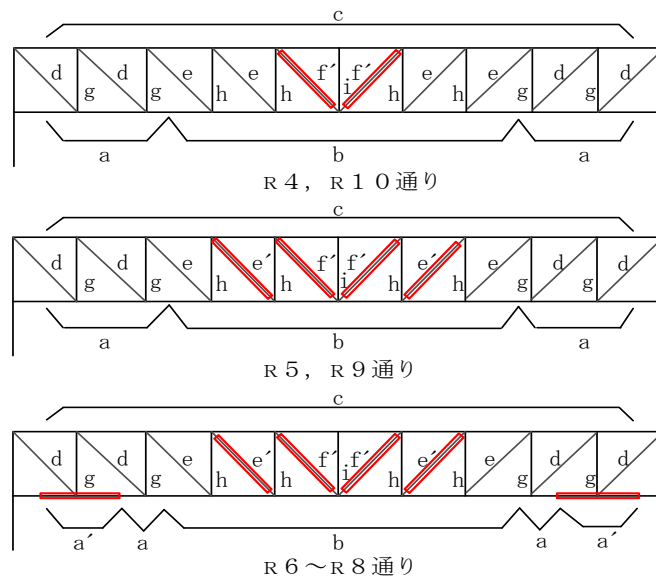 c
d d e e f´ f´ e e d d
g g h h i h h g g
a b a
R4, R10通り
c
d d e e´ f´ f´ e´ e d d
g g h h i h h g g
a b a
R5, R9通り
c
d d e e´ f´ f´ e´ e d d
g g h h i h h g g
a´ a b a a´
R6～R8通り